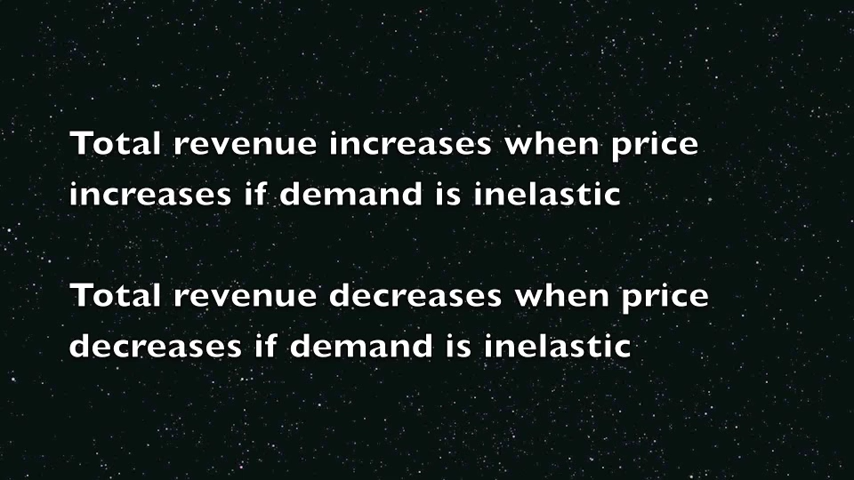 Total revenue increases when price
increases if demand is inelastic
Total revenue decreases when price
decreases if demand is inelastic